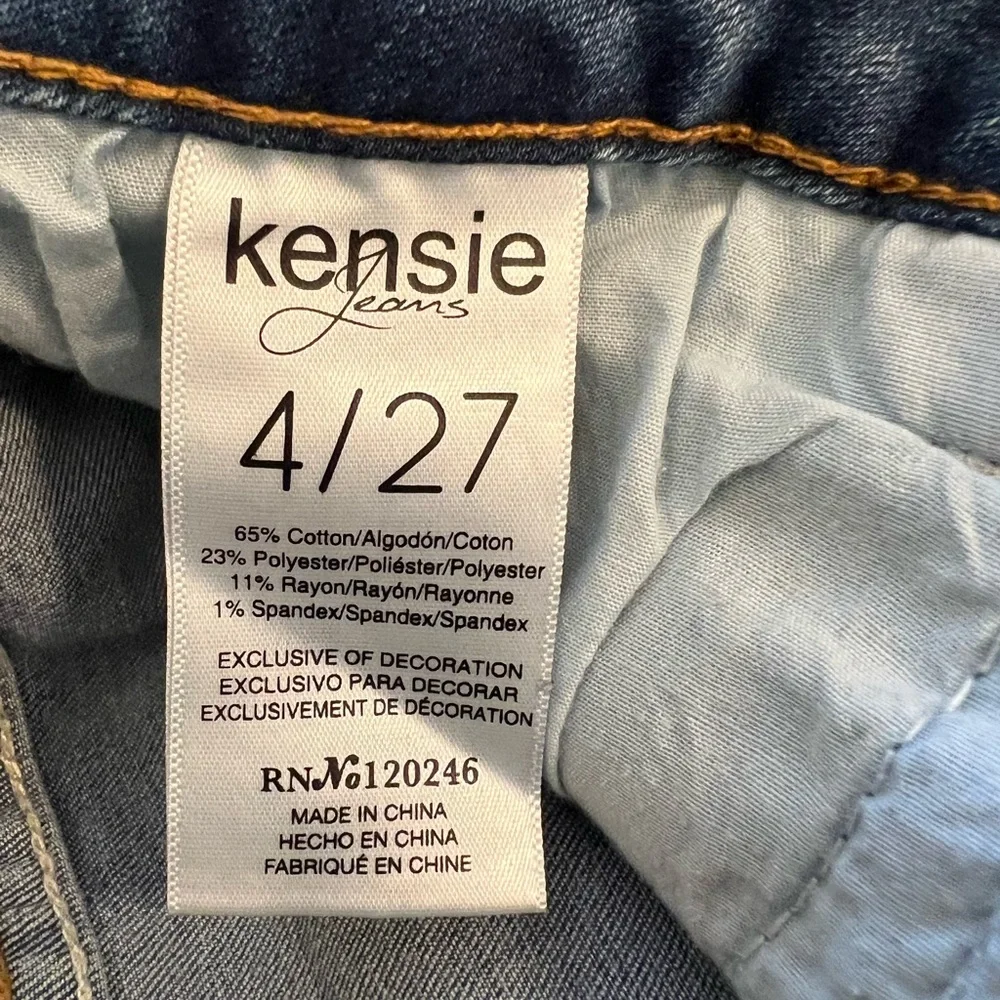 kensie
Jeans
4/27
65% Cotton/Algodón/Coton
23% Polyester/Poliéster/Polyester
11% Rayon/Rayón/Rayonne
1% Spandex/Spandex/Spandex
EXCLUSIVE OF DECORATION
EXCLUSIVO PARA DECORAR
EXCLUSIVEMENT DE DÉCORATION
RN No 120246
MADE IN CHINA
HECHO EN CHINA
FABRIQUÉ EN CHINE